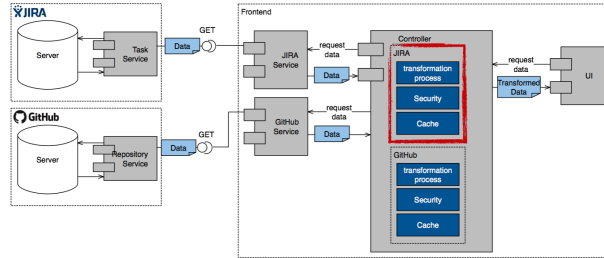 JIRA
Server
Task
Service
Data
GET
Frontend
JIRA
Service
request
data
Data
Controller
JIRA
transformation
process
Security
Cache
request
data
Transformed
Data
UI
GitHub
Server
Repository
Service
Data
GET
GitHub
Service
request
data
Data
GitHub
transformation
process
Security
Cache